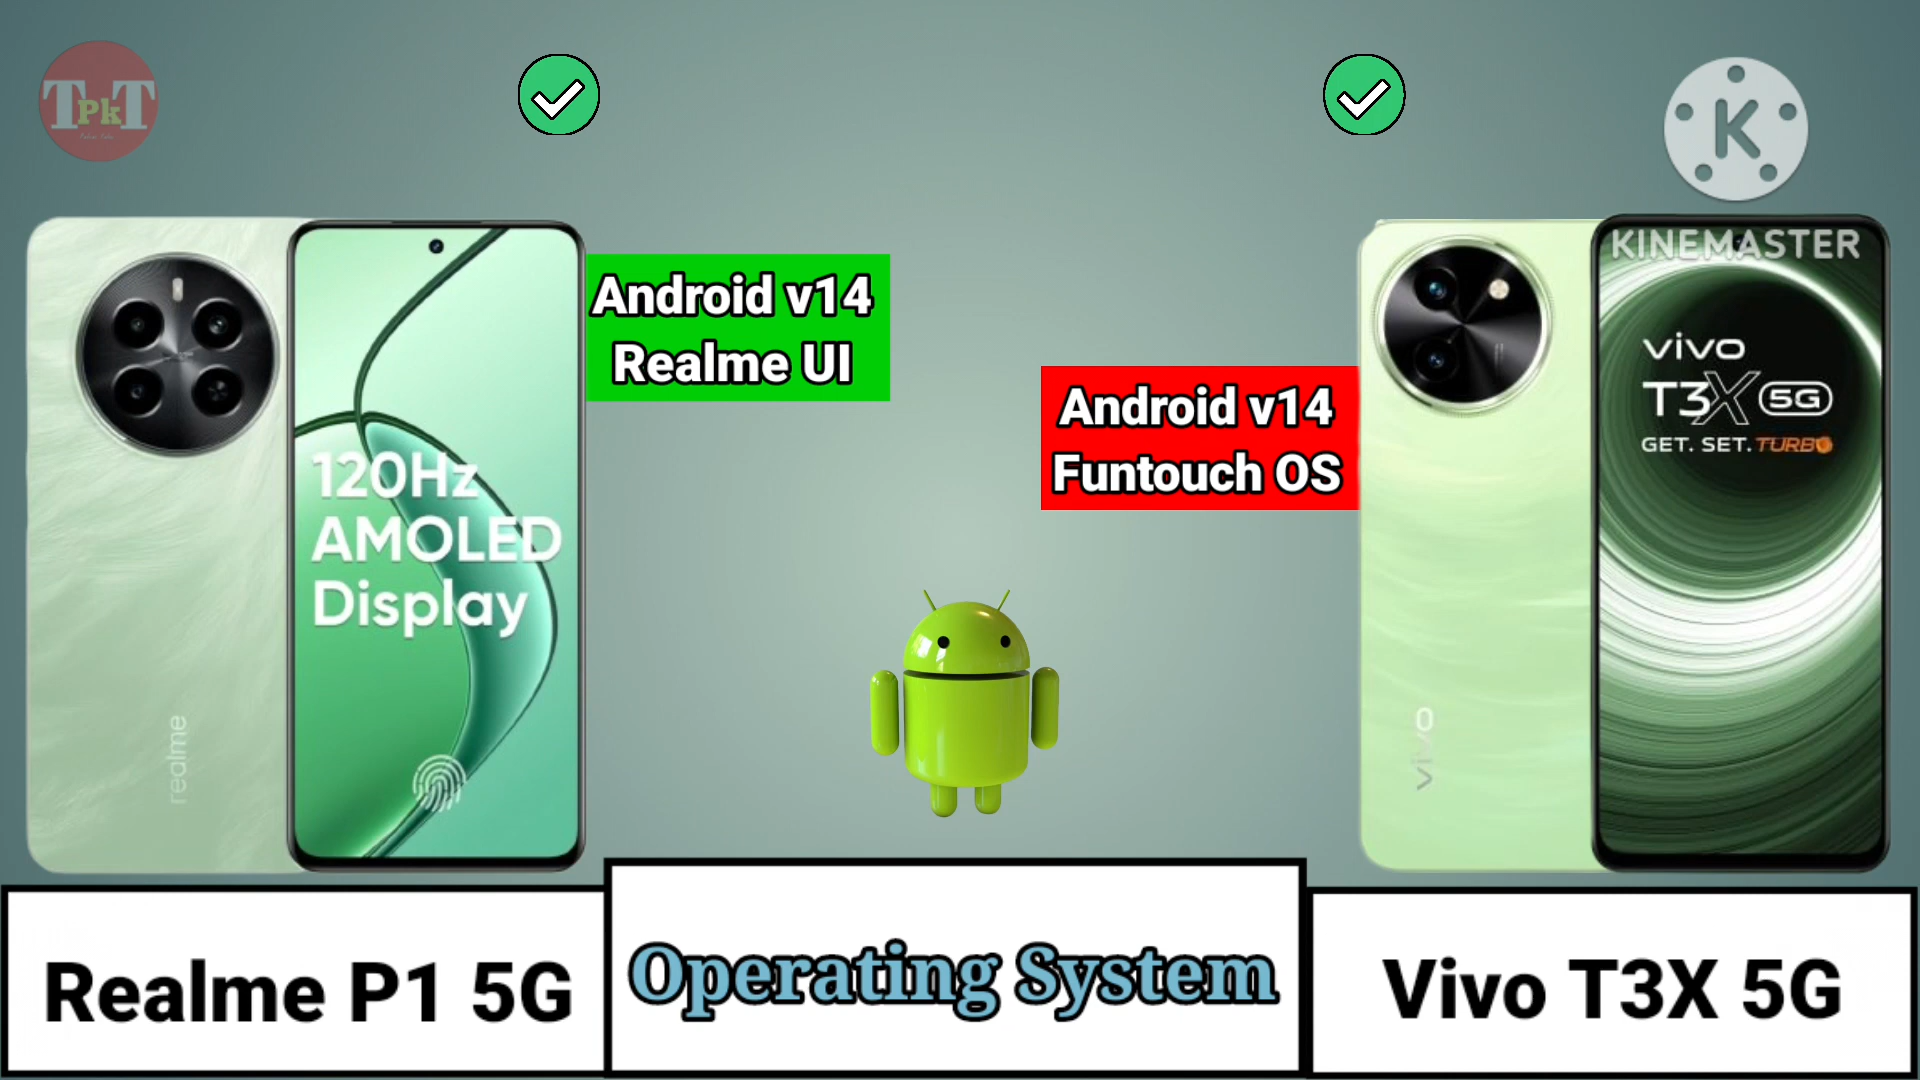 TPkT
K
KINEMASTER
Android v14
Realme UI
Android v14
Funtouch OS
120Hz
AMOLED
Display
realme
vivo
T3X 5G
GET. SET. TURBO
vivo
Realme P1 5G
Operating System
Vivo T3X 5G